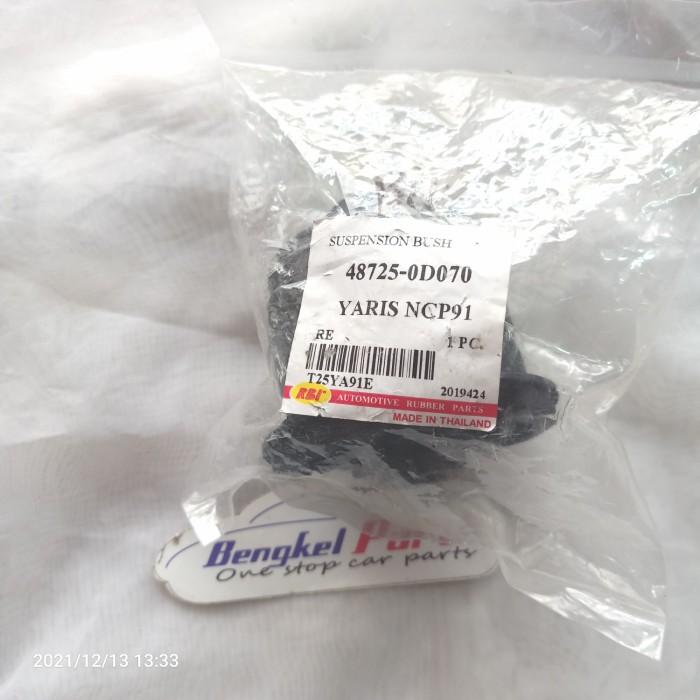 SUSPENSION BUSH
48725-0D070
YARIS NCP91
RE 1 PC.
T25YA91E 2019424
RBI AUTOMOTIVE RUBBER PARTS
MADE IN THAILAND
Bengkel
One stop car parts
2021/12/13 13:33